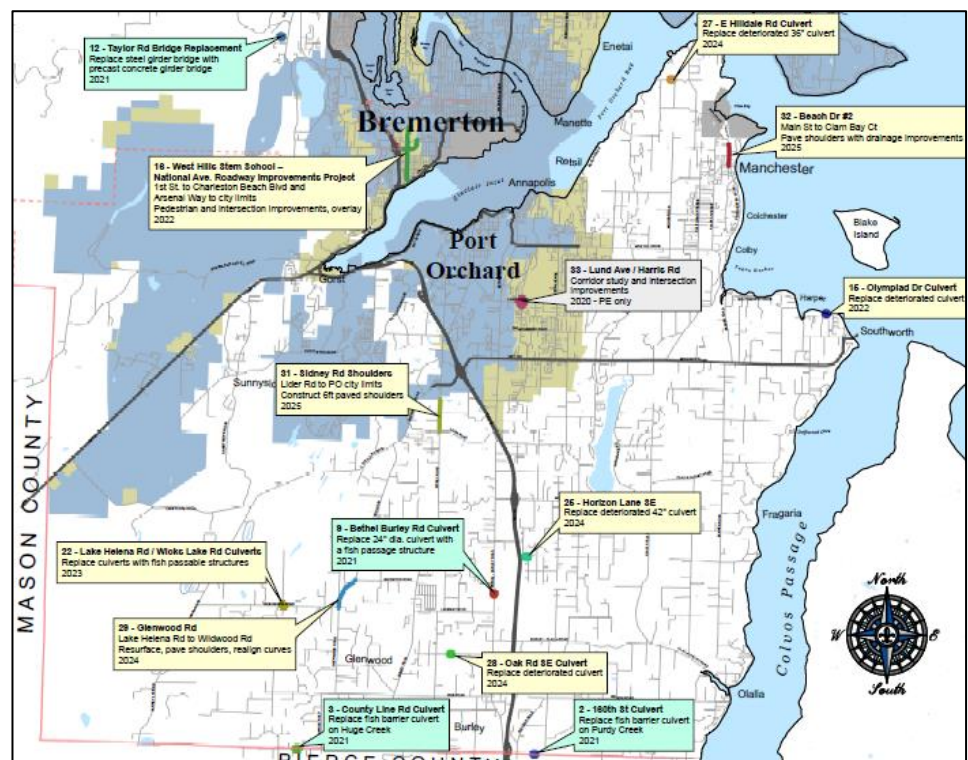 27 - E Hilldale Rd Culvert
Replace deteriorated 36" culvert
2024
12 - Taylor Rd Bridge Replacement
Replace steel girder bridge with
precast concrete girder bridge
2021
Enetai
Port Orchard Bay
Bremerton
Manette
32 - Beach Dr #2
Main St to Clam Bay Ct
Pave shoulders with drainage improvements
2025
Retsil
Manchester
16 - West Hills Stem School –
National Ave. Roadway Improvements Project
1st St. to Charleston Beach Blvd and
Arsenal Way to city limits
Pedestrian and intersection improvements, overlay
2022
Sinclair Inlet
Annapolis
Colchester
Blake
Island
Port
Orchard
Colby
Gorst
33 - Lund Ave / Harris Rd
Corridor study and intersection
improvements
2020 - PE only
Harper
15 - Olympiad Dr Culvert
Replace deteriorated culvert
2022
Southworth
31 - Sidney Rd Shoulders
Lider Rd to PO city limits
Construct 6ft paved shoulders
2025
MASON COUNTY
25 - Horizon Lane SE
Replace deteriorated 42" culvert
2024
Fragaria
9 - Bethel Burley Rd Culvert
Replace 24" dia. culvert with
a fish passage structure
2021
22 - Lake Helena Rd / Wicks Lake Rd Culverts
Replace culverts with fish passable structures
2023
Colvos Passage
North
W
E
South
29 - Glenwood Rd
Lake Helena Rd to Wildwood Rd
Resurface, pave shoulders, realign curves
2024
Glenwood
28 - Oak Rd SE Culvert
Replace deteriorated culvert
2024
Olalla
3 - County Line Rd Culvert
Replace fish barrier culvert
on Huge Creek
2021
Burley
2 - 160th St Culvert
Replace fish barrier culvert
on Purdy Creek
2021
PIERCE COUNTY